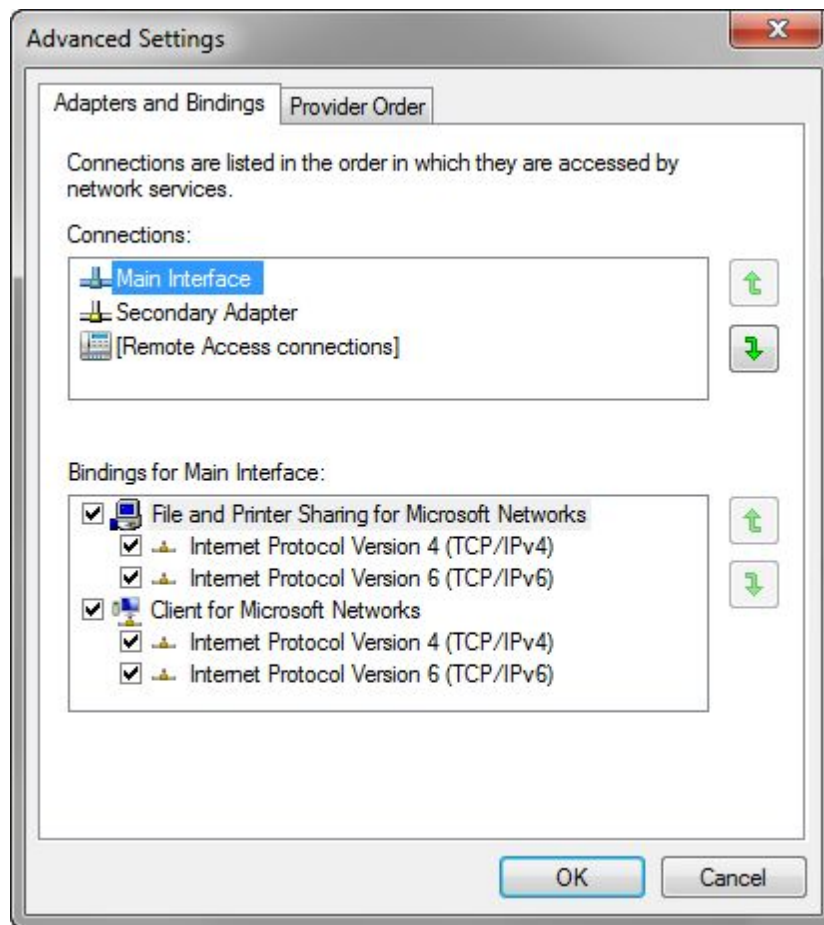 Advanced Settings
Adapters and Bindings
Provider Order
Connections are listed in the order in which they are accessed by
network services.
Connections:
Main Interface
Secondary Adapter
[Remote Access connections]
Bindings for Main Interface:
File and Printer Sharing for Microsoft Networks
Internet Protocol Version 4 (TCP/IPv4)
Internet Protocol Version 6 (TCP/IPv6)
Client for Microsoft Networks
Internet Protocol Version 4 (TCP/IPv4)
Internet Protocol Version 6 (TCP/IPv6)
OK
Cancel